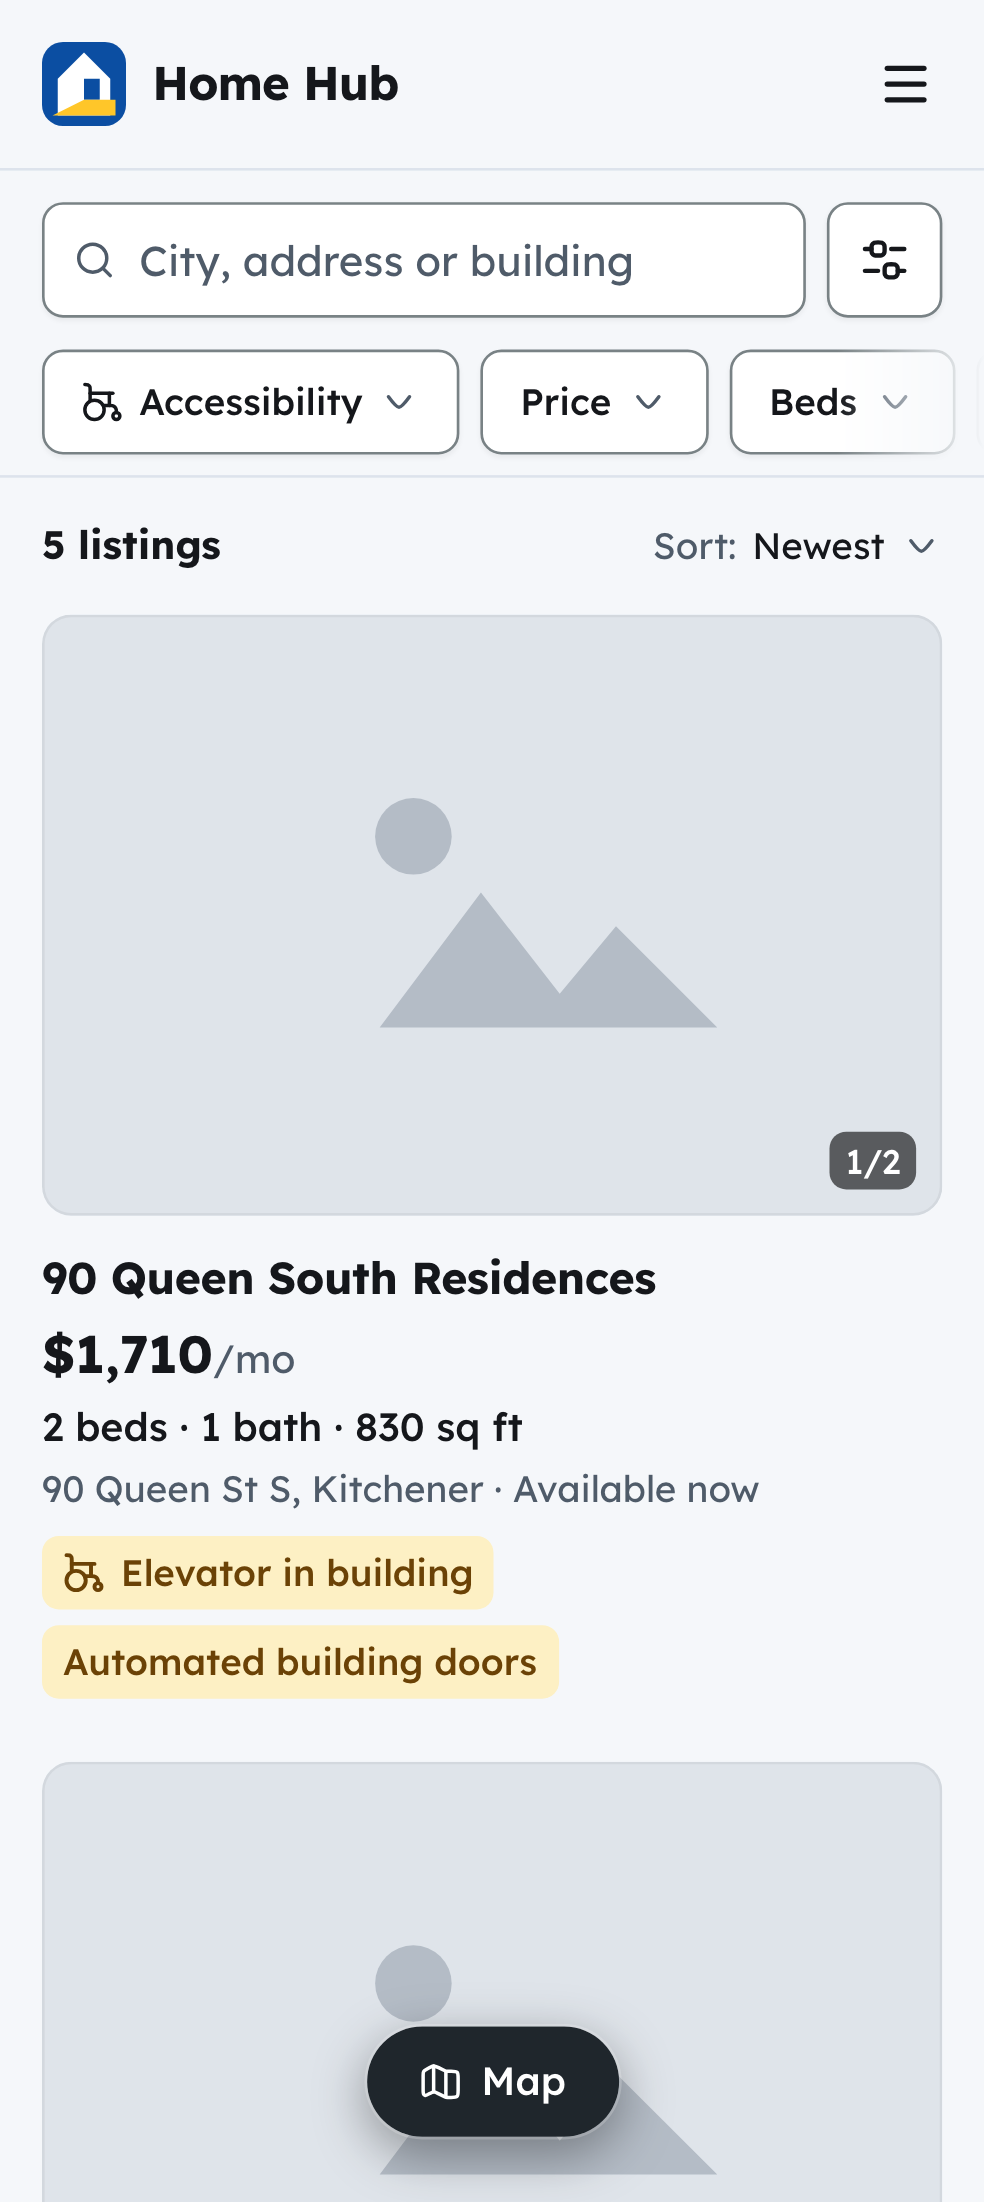 Home Hub
City, address or building
Accessibility
Price
Beds
5 listings
Sort: Newest
1/2
90 Queen South Residences
$1,710/mo
2 beds · 1 bath · 830 sq ft
90 Queen St S, Kitchener · Available now
Elevator in building
Automated building doors
Map